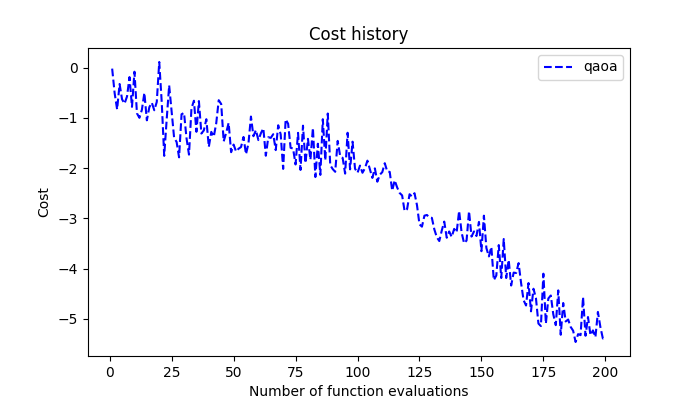 Cost history
qaoa
Cost
0
−1
−2
−3
−4
−5
0 25 50 75 100 125 150 175 200
Number of function evaluations